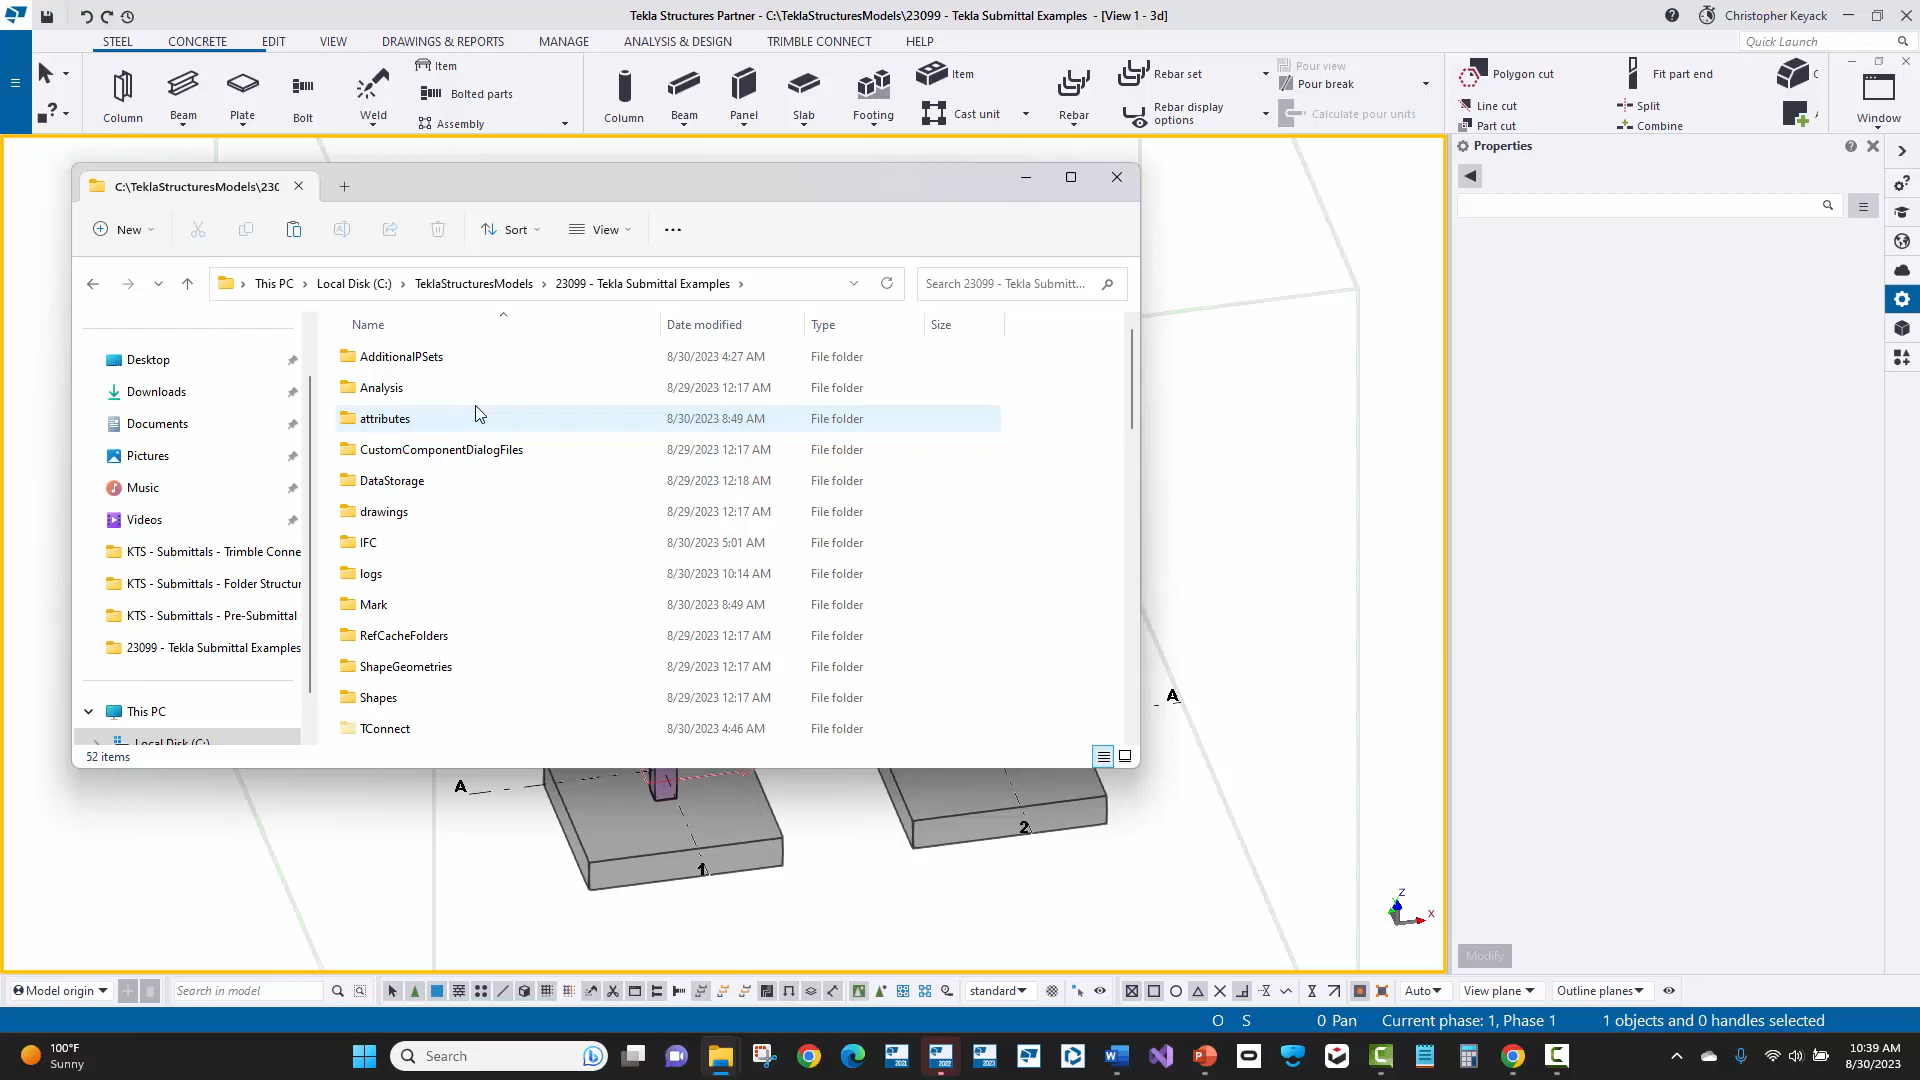 Tekla Structures Partner - C:\TeklaStructuresModels\23099 - Tekla Submittal Examples - [View 1 - 3d]
Christopher Keyack
STEEL CONCRETE EDIT VIEW DRAWINGS & REPORTS MANAGE ANALYSIS & DESIGN TRIMBLE CONNECT HELP
Quick Launch
Column
Beam
Plate
Bolt
Weld
Item
Bolted parts
Assembly
Column
Beam
Panel
Slab
Footing
Item
Cast unit
Rebar
Rebar set
Rebar display
options
Pour view
Pour break
Calculate pour units
Polygon cut
Line cut
Part cut
Fit part end
Split
Combine
Window
Properties
C:\TeklaStructuresModels\230
New
Sort
View
This PC > Local Disk (C:) > TeklaStructuresModels > 23099 - Tekla Submittal Examples >
Search 23099 - Tekla Submitt...
Name Date modified Type Size
Desktop
Downloads
Documents
Pictures
Music
Videos
KTS - Submittals - Trimble Conne
KTS - Submittals - Folder Structur
KTS - Submittals - Pre-Submittal
23099 - Tekla Submittal Examples
This PC
Local Disk (C:)
AdditionalPSets 8/30/2023 4:27 AM File folder
Analysis 8/29/2023 12:17 AM File folder
attributes 8/30/2023 8:49 AM File folder
CustomComponentDialogFiles 8/29/2023 12:17 AM File folder
DataStorage 8/29/2023 12:18 AM File folder
drawings 8/29/2023 12:17 AM File folder
IFC 8/30/2023 5:01 AM File folder
logs 8/30/2023 10:14 AM File folder
Mark 8/30/2023 8:49 AM File folder
RefCacheFolders 8/29/2023 12:17 AM File folder
ShapeGeometries 8/29/2023 12:17 AM File folder
Shapes 8/29/2023 12:17 AM File folder
TConnect 8/30/2023 4:46 AM File folder
52 items
A
A
1
2
Z
X
Modify
Model origin
Search in model
standard
Auto
View plane
Outline planes
O S 0 Pan Current phase: 1, Phase 1 1 objects and 0 handles selected
100°F
Sunny
Search
2021
2022
2023
10:39 AM
8/30/2023